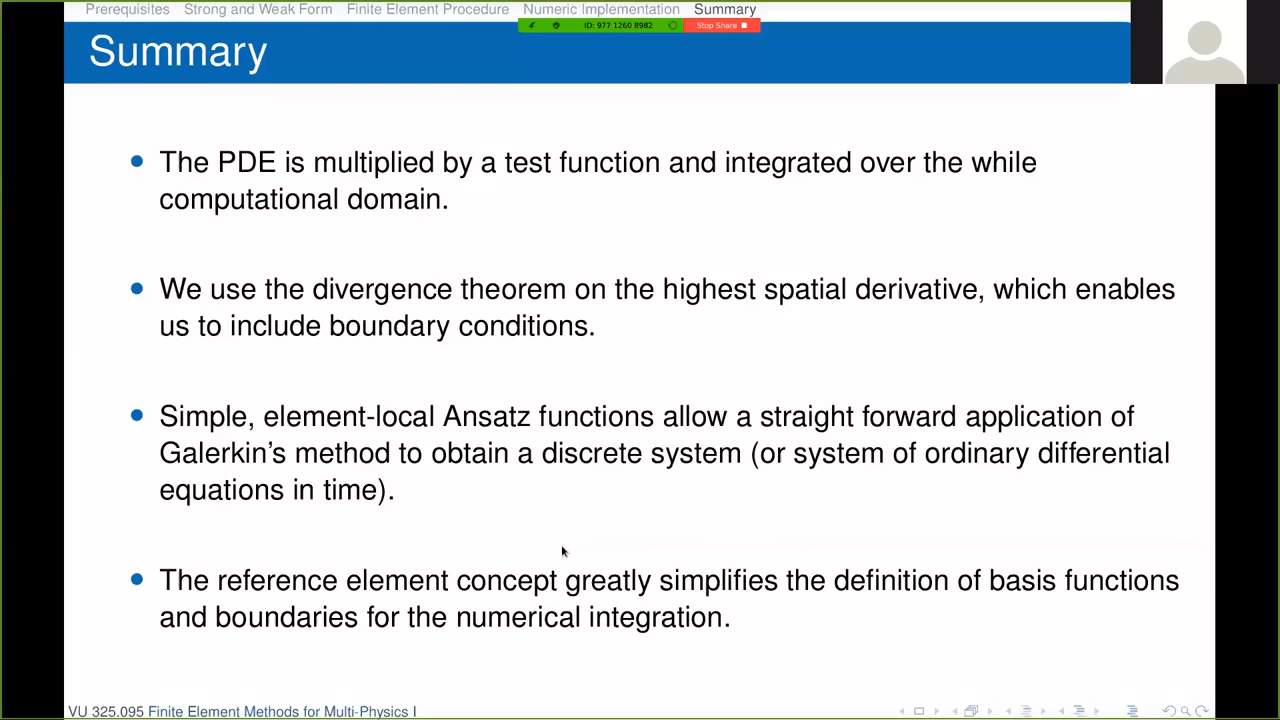 Prerequisites Strong and Weak Form Finite Element Procedure Numeric Implementation Summary
ID: 977 1260 8982 Stop Share
Summary
The PDE is multiplied by a test function and integrated over the while
computational domain.
We use the divergence theorem on the highest spatial derivative, which enables
us to include boundary conditions.
Simple, element-local Ansatz functions allow a straight forward application of
Galerkin's method to obtain a discrete system (or system of ordinary differential
equations in time).
The reference element concept greatly simplifies the definition of basis functions
and boundaries for the numerical integration.
VU 325.095 Finite Element Methods for Multi-Physics I